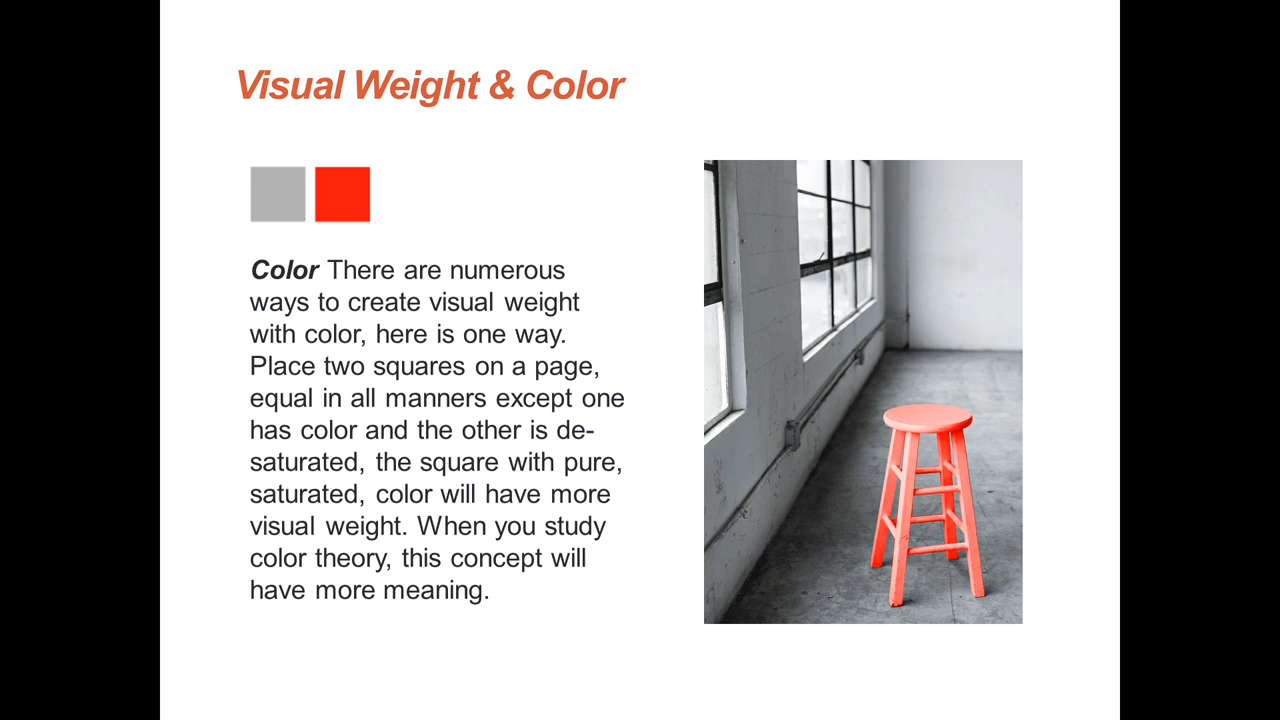 Visual Weight & Color
Color There are numerous
ways to create visual weight
with color, here is one way.
Place two squares on a page,
equal in all manners except one
has color and the other is de-
saturated, the square with pure,
saturated, color will have more
visual weight. When you study
color theory, this concept will
have more meaning.